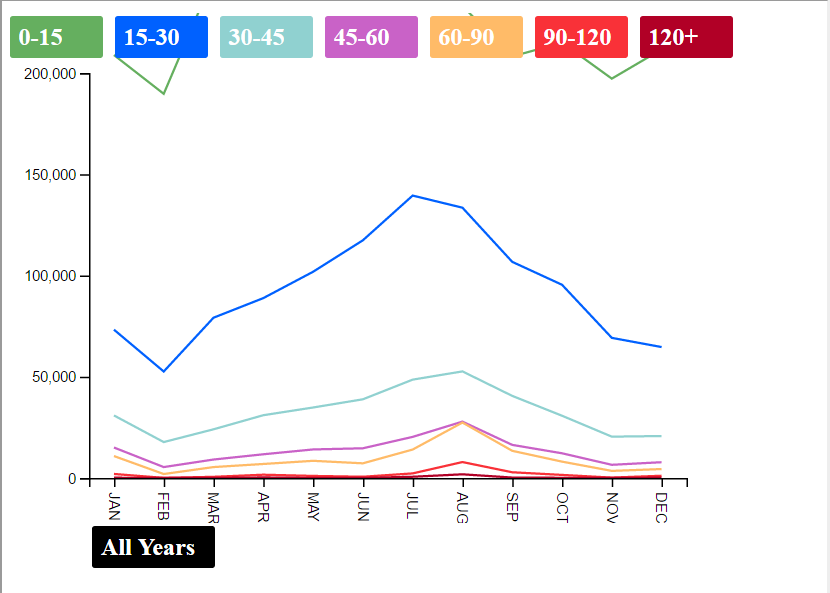 0-15 15-30 30-45 45-60 60-90 90-120 120+
200,000
150,000
100,000
50,000
0
JAN FEB MAR APR MAY JUN JUL AUG SEP OCT NOV DEC
All Years